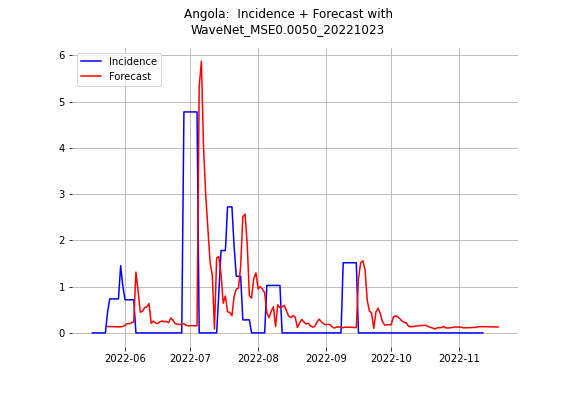 Angola:  Incidence + Forecast with
WaveNet_MSE0.0050_20221023
Incidence
Forecast
6
5
4
3
2
1
0
2022-06 2022-07 2022-08 2022-09 2022-10 2022-11